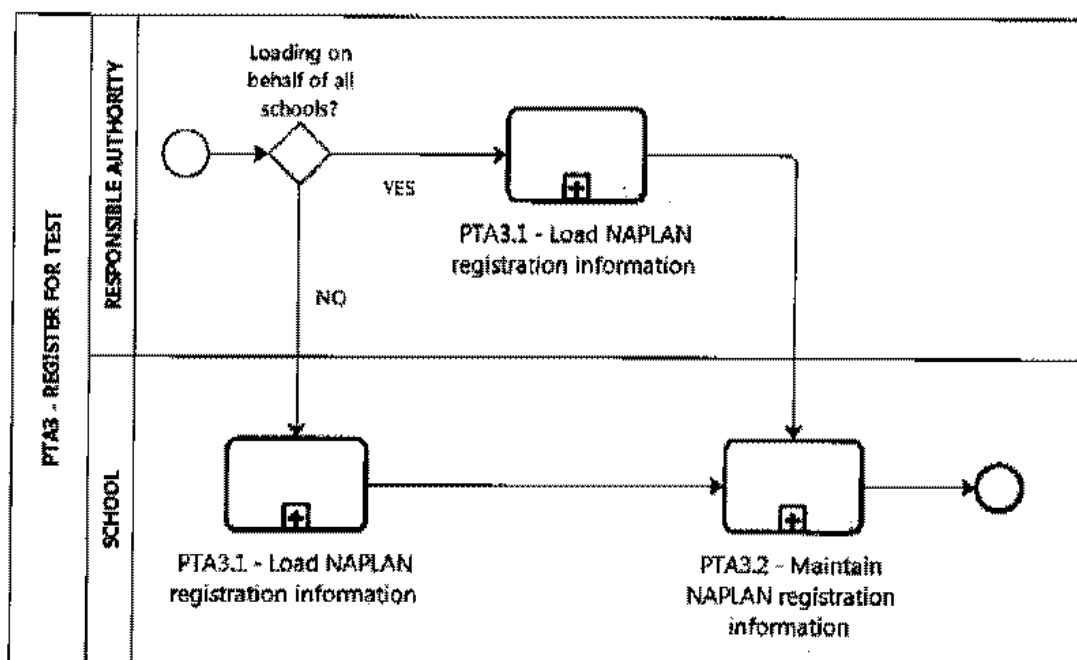 PTA3 - REGISTER FOR TEST
RESPONSIBLE AUTHORITY
Loading on
behalf of all
schools?
YES
PTA3.1 - Load NAPLAN
registration information
NO
SCHOOL
PTA3.1 - Load NAPLAN
registration information
PTA3.2 - Maintain
NAPLAN registration
information